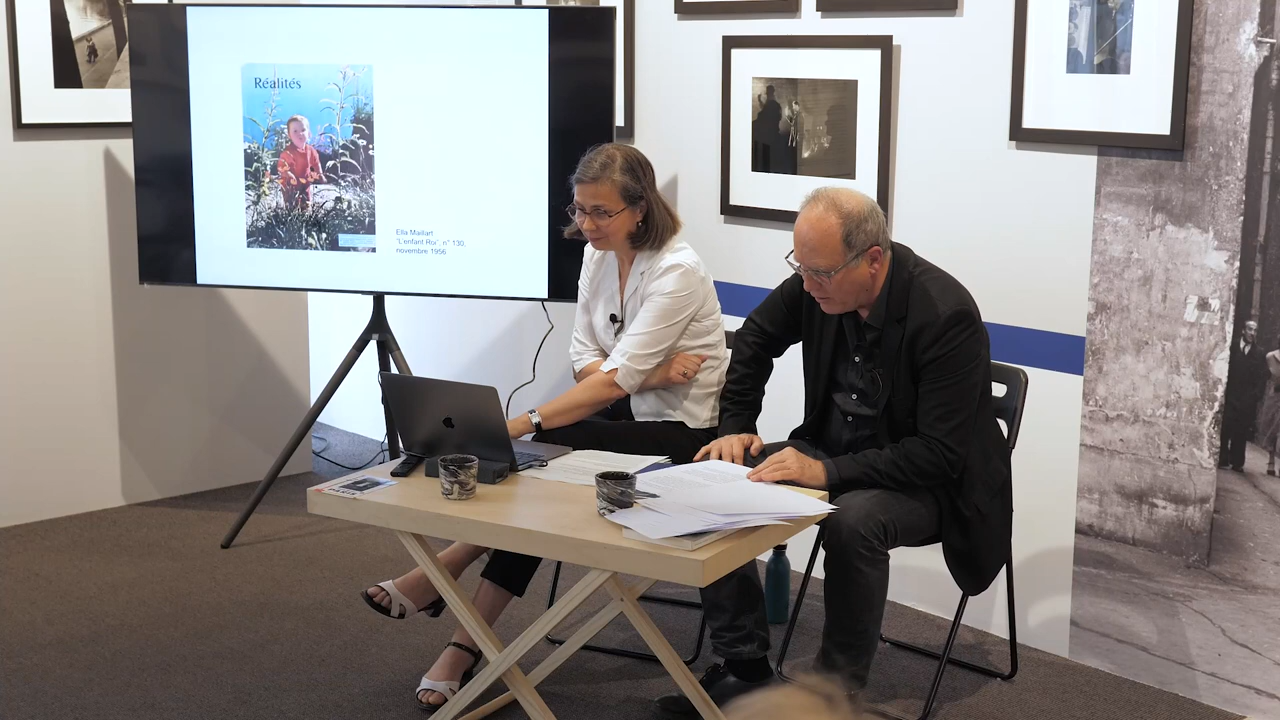 Réalités
Ella Maillart
"L'enfant Roi", n° 130,
novembre 1956